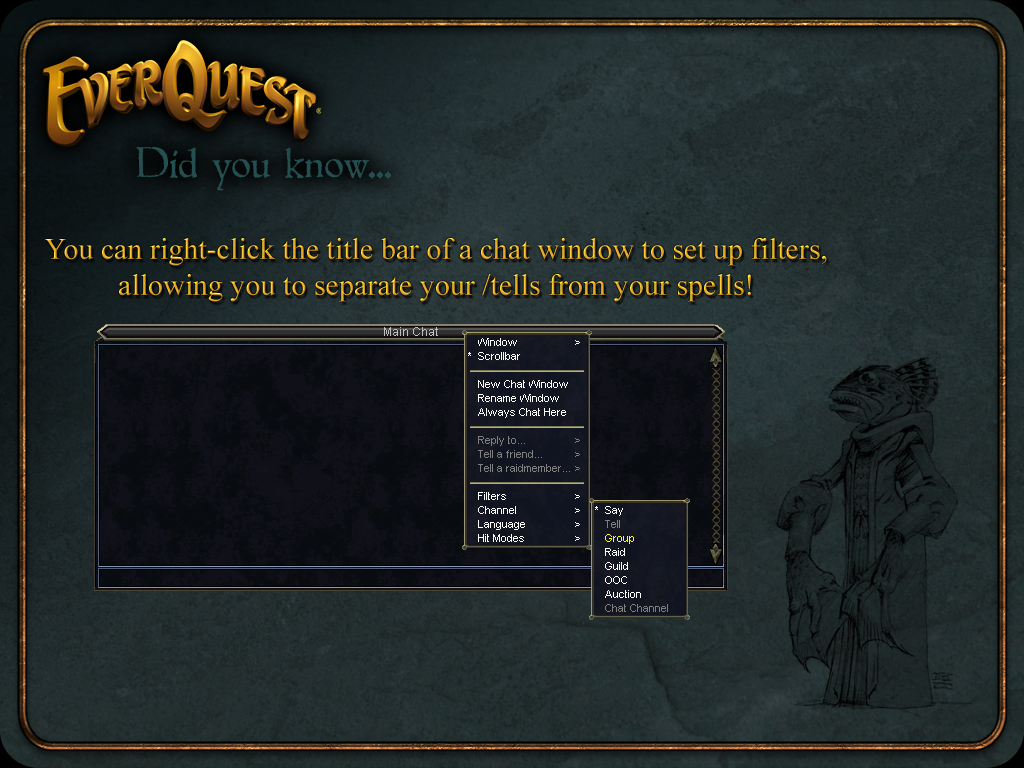 EverQuest
Did you know...
You can right-click the title bar of a chat window to set up filters,
allowing you to separate your /tells from your spells!
Main Chat
Window >
* Scrollbar
New Chat Window
Rename Window
Always Chat Here
Reply to... >
Tell a friend... >
Tell a raidmember... >
Filters >
Channel >
Language >
Hit Modes >
* Say
Tell
Group
Raid
Guild
OOC
Auction
Chat Channel